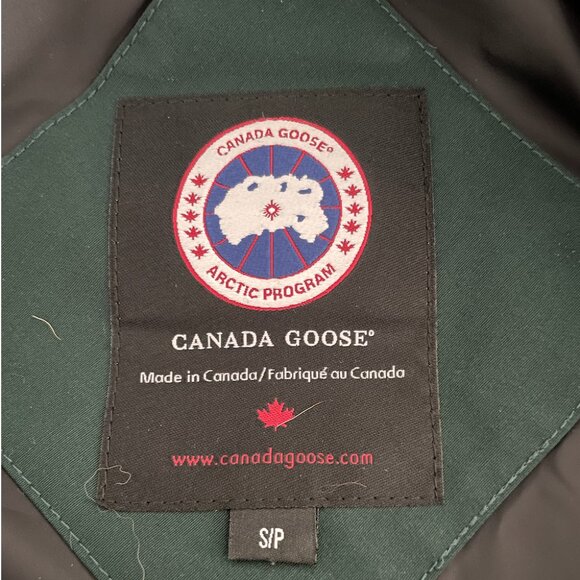 CANADA GOOSE®
ARCTIC PROGRAM
CANADA GOOSE®
Made in Canada/Fabriqué au Canada
www.canadagoose.com
S/P